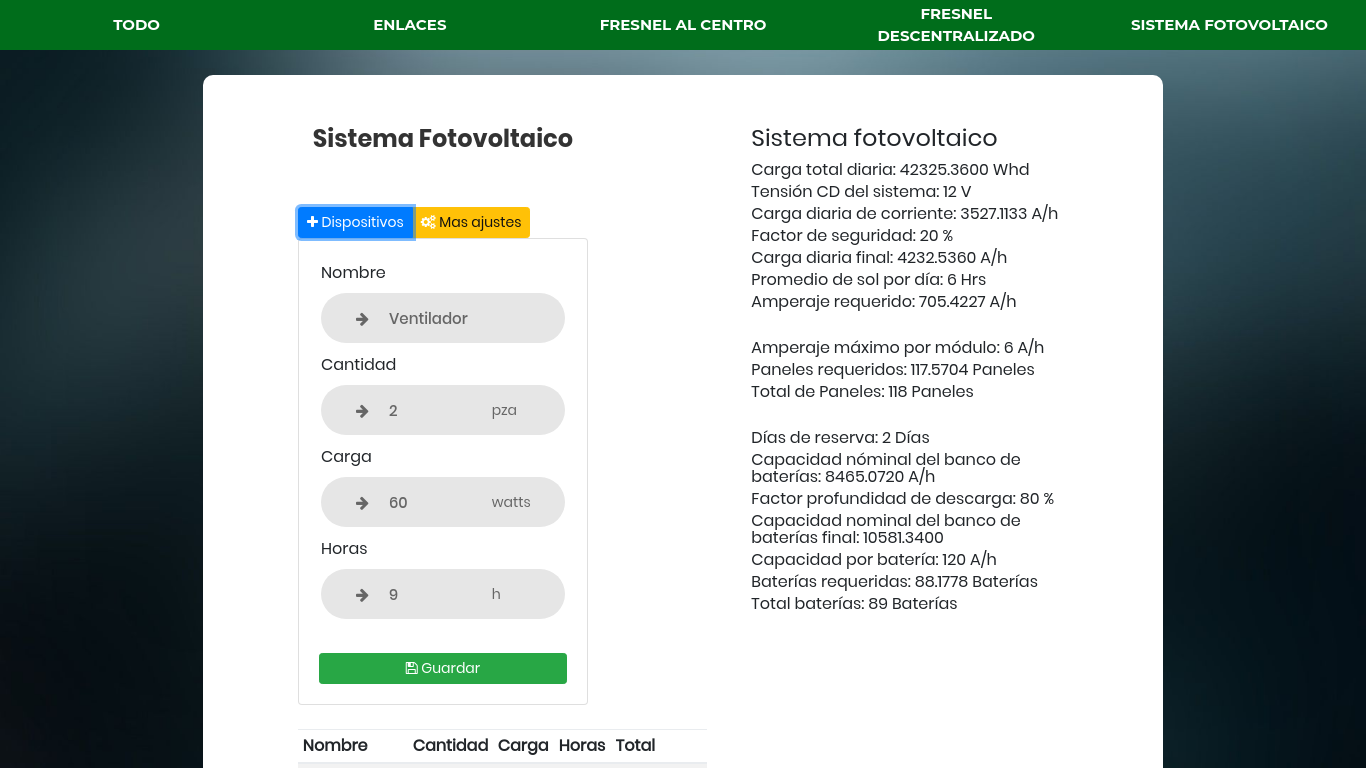 TODO
ENLACES
FRESNEL AL CENTRO
FRESNEL
DESCENTRALIZADO
SISTEMA FOTOVOLTAICO
Sistema Fotovoltaico
Dispositivos
Mas ajustes
Nombre
Ventilador
Cantidad
2 pza
Carga
60 watts
Horas
9 h
Guardar
Nombre Cantidad Carga Horas Total
Sistema fotovoltaico
Carga total diaria: 42325.3600 Whd
Tensión CD del sistema: 12 V
Carga diaria de corriente: 3527.1133 A/h
Factor de seguridad: 20 %
Carga diaria final: 4232.5360 A/h
Promedio de sol por día: 6 Hrs
Amperaje requerido: 705.4227 A/h
Amperaje máximo por módulo: 6 A/h
Paneles requeridos: 117.5704 Paneles
Total de Paneles: 118 Paneles
Días de reserva: 2 Días
Capacidad nóminal del banco de
baterías: 8465.0720 A/h
Factor profundidad de descarga: 80 %
Capacidad nominal del banco de
baterías final: 10581.3400
Capacidad por batería: 120 A/h
Baterías requeridas: 88.1778 Baterías
Total baterías: 89 Baterías